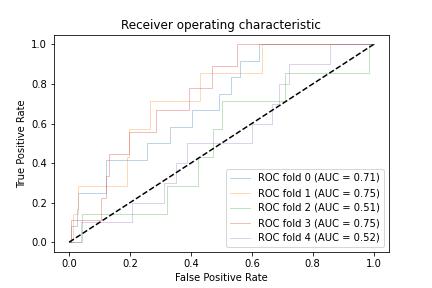 Receiver operating characteristic
True Positive Rate
1.0
0.8
0.6
0.4
0.2
0.0
ROC fold 0 (AUC = 0.71)
ROC fold 1 (AUC = 0.75)
ROC fold 2 (AUC = 0.51)
ROC fold 3 (AUC = 0.75)
ROC fold 4 (AUC = 0.52)
0.0 0.2 0.4 0.6 0.8 1.0
False Positive Rate